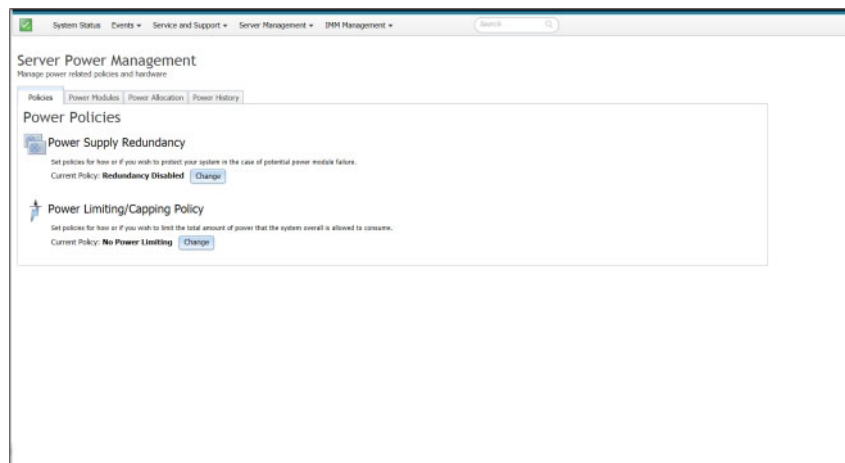 System Status Events Service and Support Server Management IMM Management Search
Server Power Management
Manage power related policies and hardware
Policies Power Modules Power Allocation Power History
Power Policies
Power Supply Redundancy
Set policies for how or if you wish to protect your system in the case of potential power module failure.
Current Policy: Redundancy Disabled Change
Power Limiting/Capping Policy
Set policies for how or if you wish to limit the total amount of power that the system overall is allowed to consume.
Current Policy: No Power Limiting Change